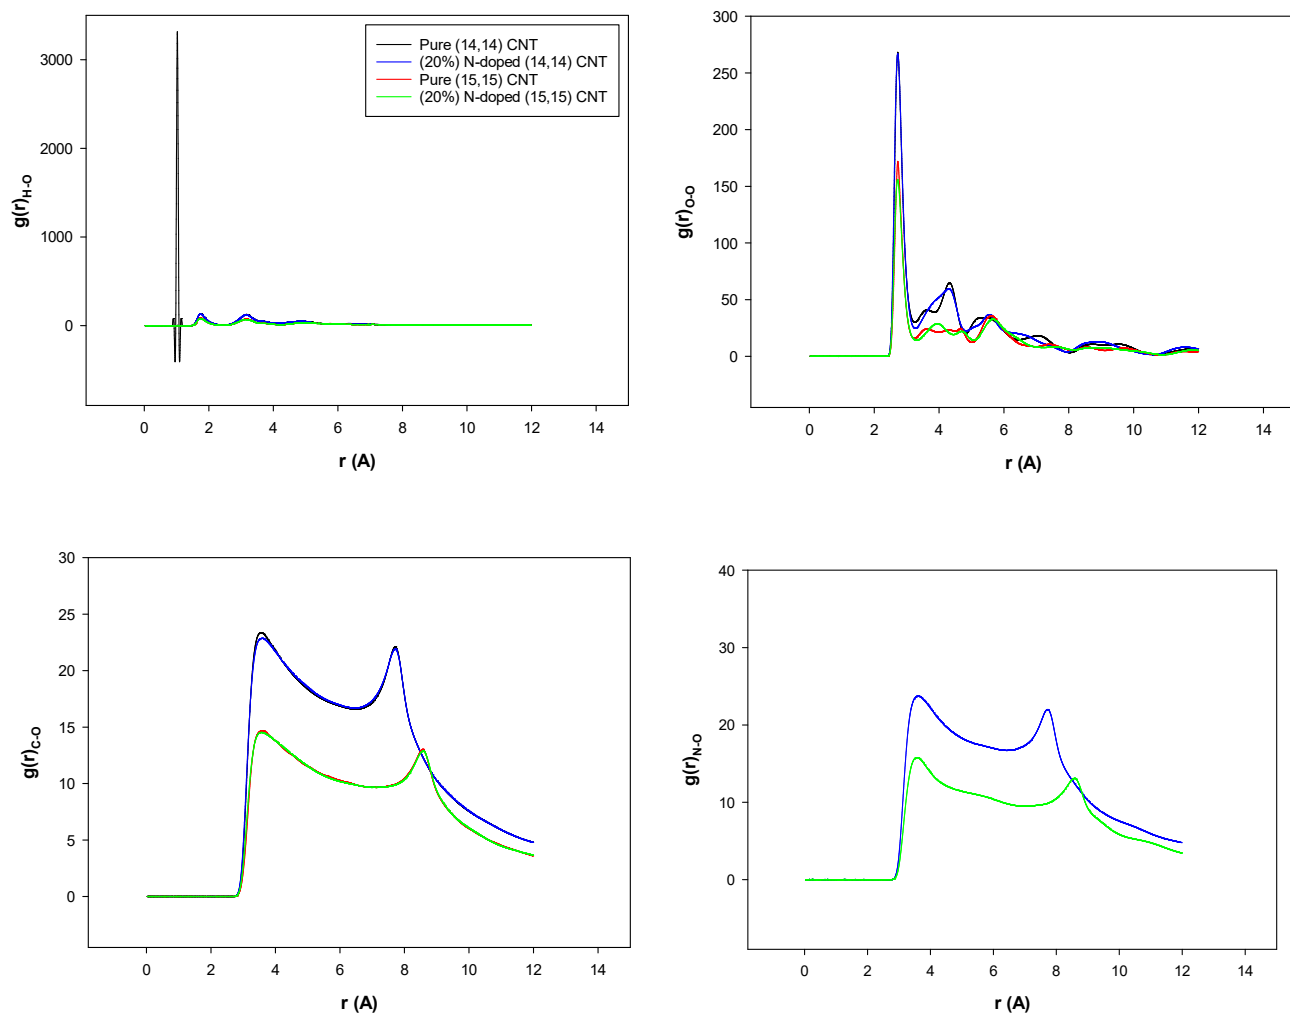 Pure (14,14) CNT
(20%) N-doped (14,14) CNT
Pure (15,15) CNT
(20%) N-doped (15,15) CNT
3000
2000
1000
0
g(r)H-O
0 2 4 6 8 10 12 14
r (A)
300
250
200
150
100
50
0
g(r)O-O
0 2 4 6 8 10 12 14
r (A)
30
25
20
15
10
5
0
g(r)C-O
0 2 4 6 8 10 12 14
r (A)
40
30
20
10
0
g(r)N-O
0 2 4 6 8 10 12 14
r (A)